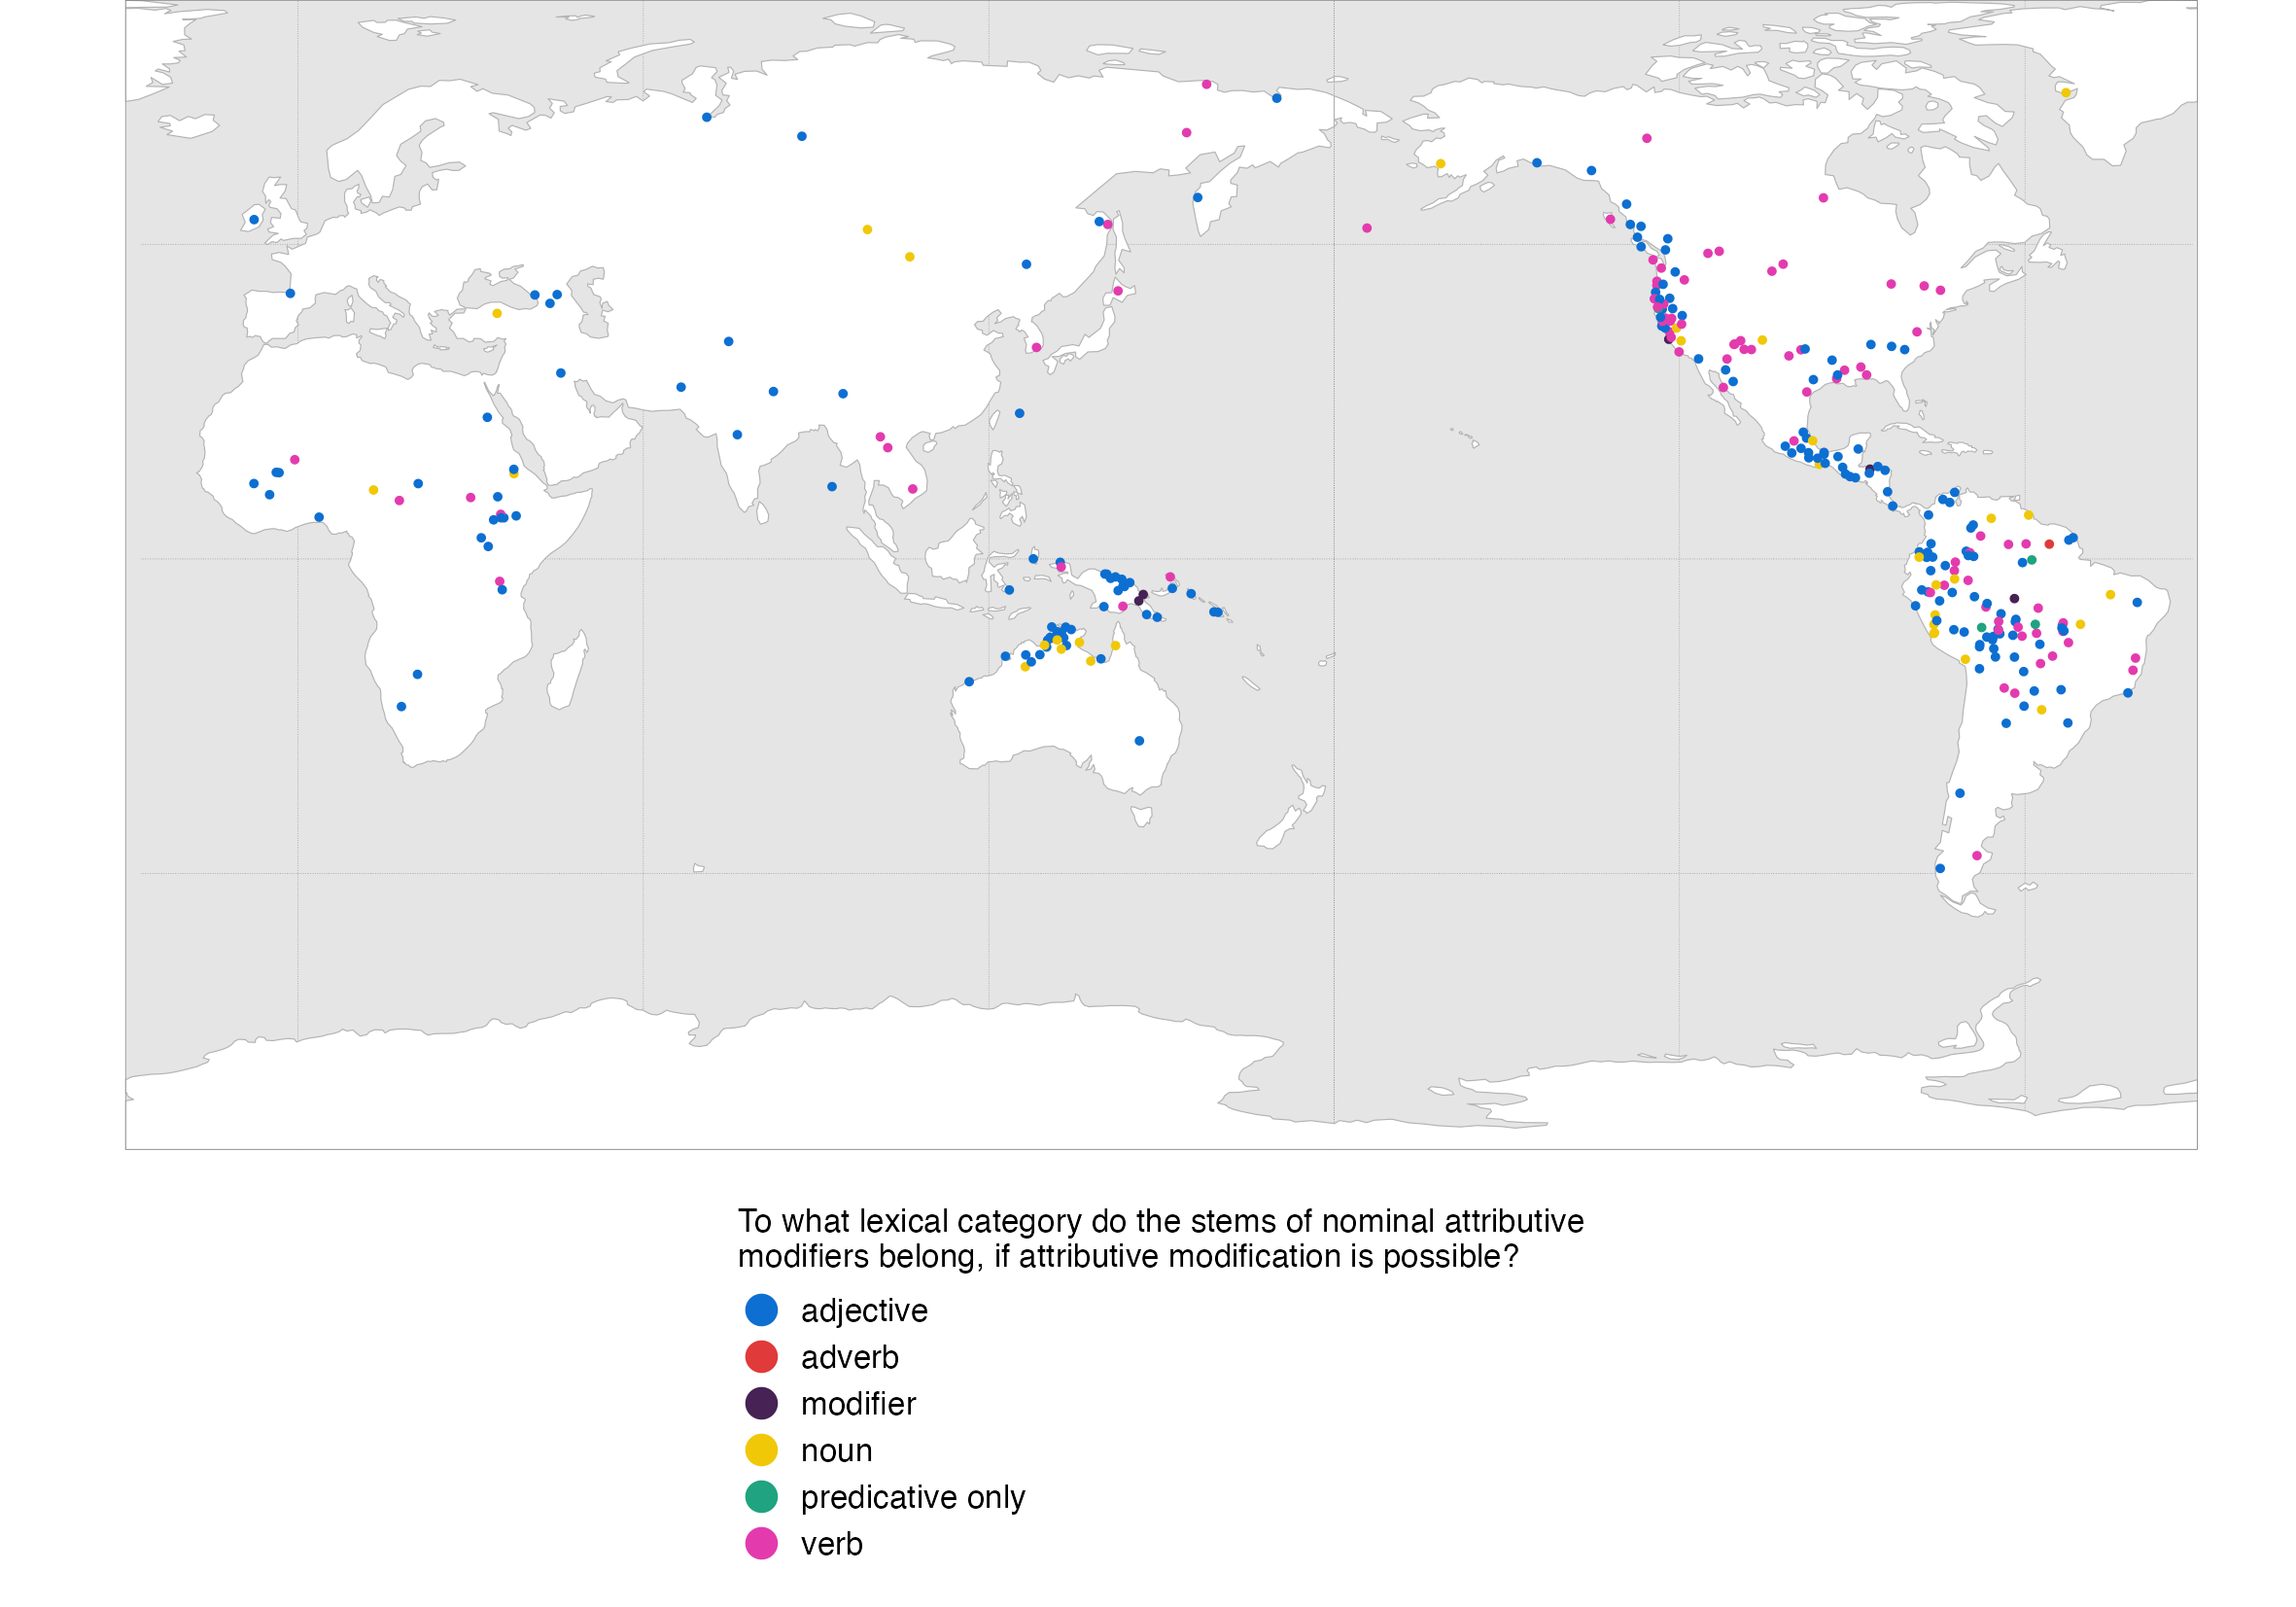 To what lexical category do the stems of nominal attributive
modifiers belong, if attributive modification is possible?
adjective
adverb
modifier
noun
predicative only
verb